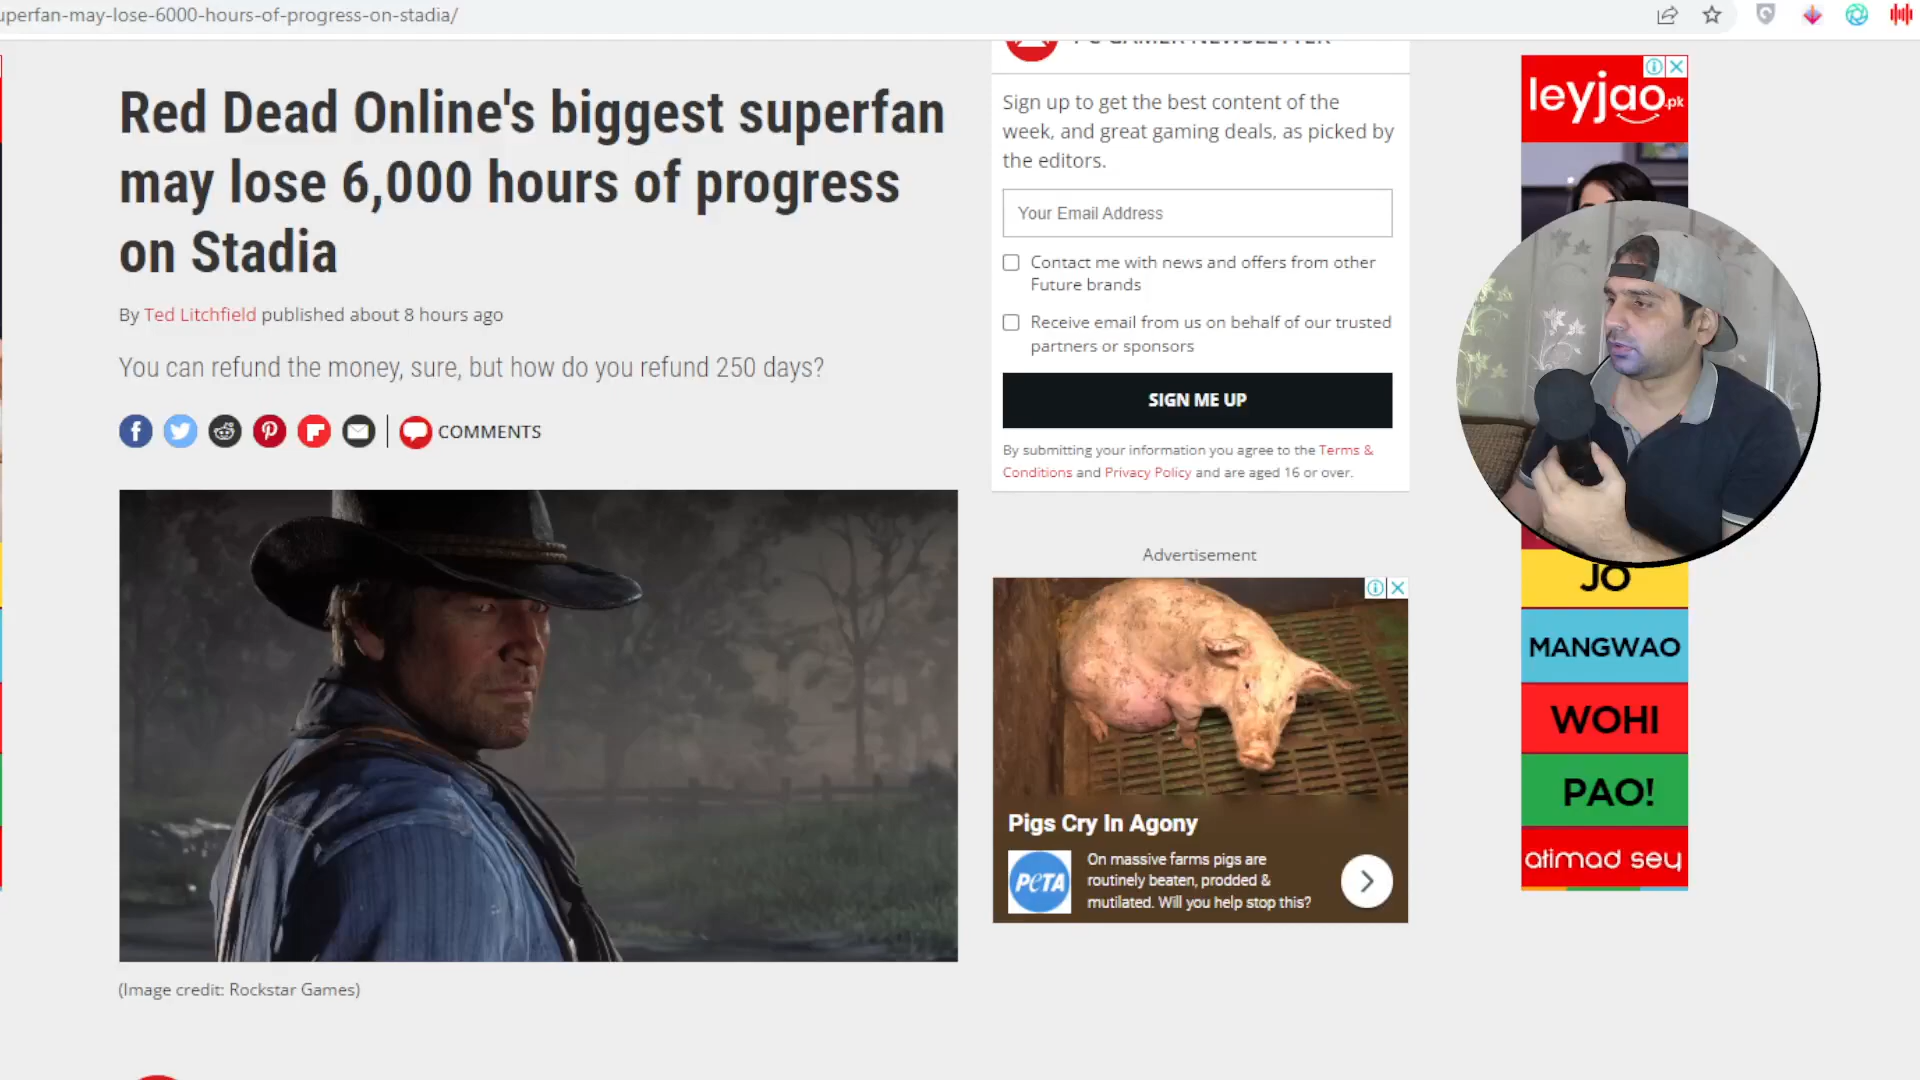 uperfan-may-lose-6000-hours-of-progress-on-stadia/
Red Dead Online's biggest superfan
may lose 6,000 hours of progress
on Stadia
By Ted Litchfield published about 8 hours ago
You can refund the money, sure, but how do you refund 250 days?
COMMENTS
(Image credit: Rockstar Games)
PC GAMER NEWSLETTER
Sign up to get the best content of the
week, and great gaming deals, as picked by
the editors.
Your Email Address
Contact me with news and offers from other
Future brands
Receive email from us on behalf of our trusted
partners or sponsors
SIGN ME UP
By submitting your information you agree to the Terms &
Conditions and Privacy Policy and are aged 16 or over.
Advertisement
Pigs Cry In Agony
PeTA
On massive farms pigs are
routinely beaten, prodded &
mutilated. Will you help stop this?
leyjao.pk
JO
MANGWAO
WOHI
PAO!
atimad sey